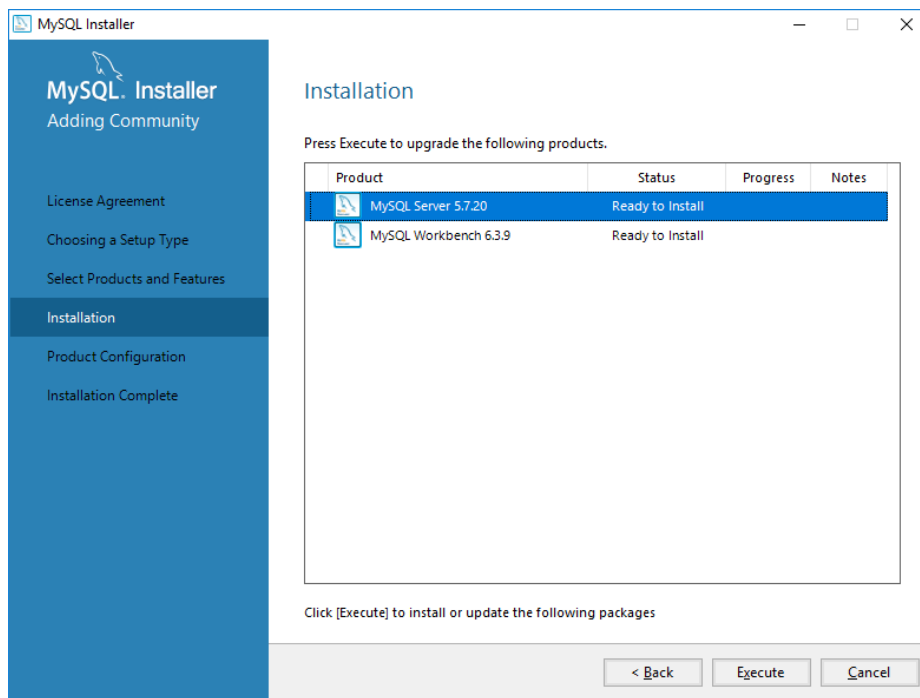 MySQL Installer
MySQL. Installer
Adding Community
License Agreement
Choosing a Setup Type
Select Products and Features
Installation
Product Configuration
Installation Complete
Installation
Press Execute to upgrade the following products.
Product Status Progress Notes
MySQL Server 5.7.20 Ready to Install
MySQL Workbench 6.3.9 Ready to Install
Click [Execute] to install or update the following packages
< Back Execute Cancel